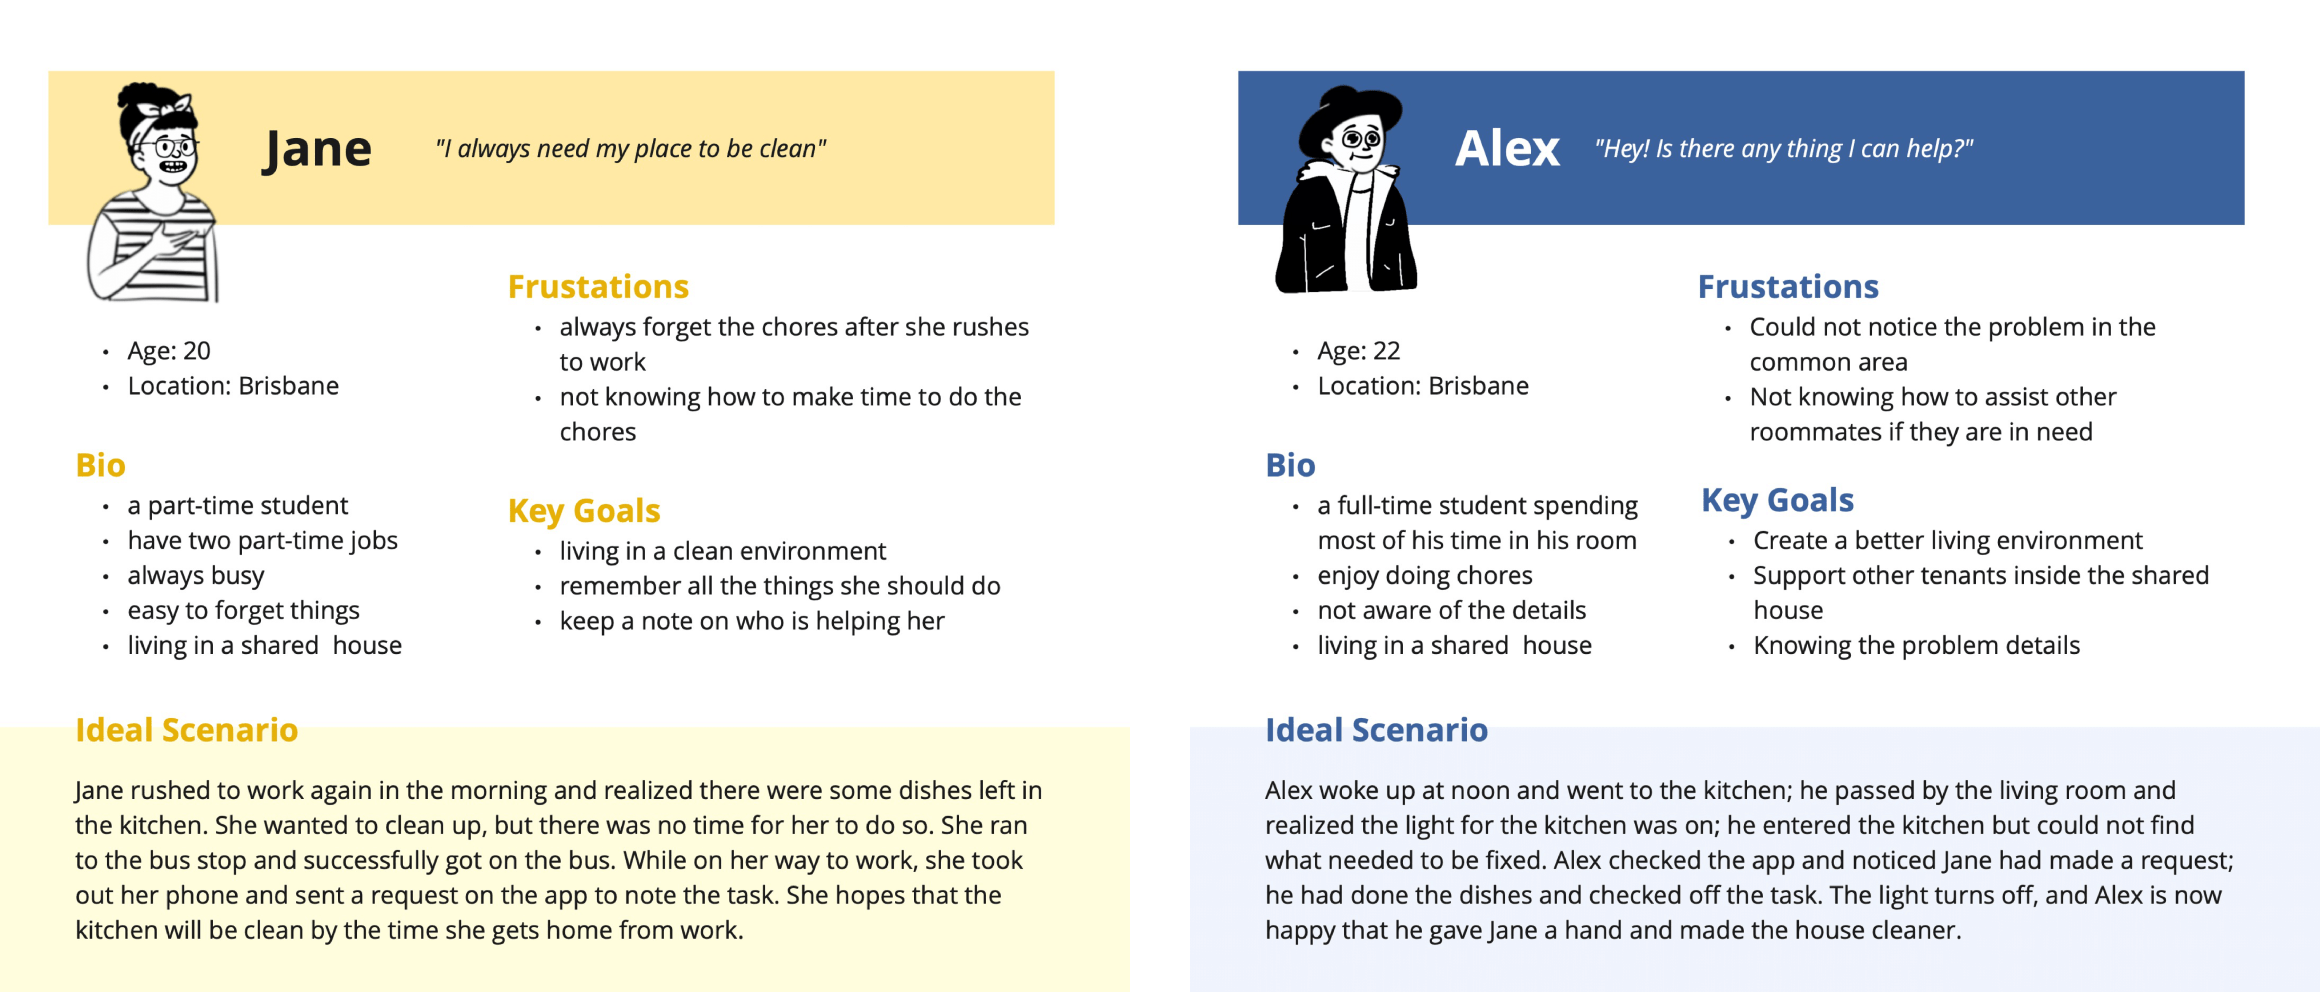 Jane
"I always need my place to be clean"
• Age: 20
• Location: Brisbane
Bio
• a part-time student
• have two part-time jobs
• always busy
• easy to forget things
• living in a shared  house
Frustations
• always forget the chores after she rushes
to work
• not knowing how to make time to do the
chores
Key Goals
• living in a clean environment
• remember all the things she should do
• keep a note on who is helping her
Ideal Scenario
Jane rushed to work again in the morning and realized there were some dishes left in
the kitchen. She wanted to clean up, but there was no time for her to do so. She ran
to the bus stop and successfully got on the bus. While on her way to work, she took
out her phone and sent a request on the app to note the task. She hopes that the
kitchen will be clean by the time she gets home from work.
Alex
"Hey! Is there any thing I can help?"
• Age: 22
• Location: Brisbane
Bio
• a full-time student spending
most of his time in his room
• enjoy doing chores
• not aware of the details
• living in a shared  house
Frustations
• Could not notice the problem in the
common area
• Not knowing how to assist other
roommates if they are in need
Key Goals
• Create a better living environment
• Support other tenants inside the shared
house
• Knowing the problem details
Ideal Scenario
Alex woke up at noon and went to the kitchen; he passed by the living room and
realized the light for the kitchen was on; he entered the kitchen but could not find
what needed to be fixed. Alex checked the app and noticed Jane had made a request;
he had done the dishes and checked off the task. The light turns off, and Alex is now
happy that he gave Jane a hand and made the house cleaner.